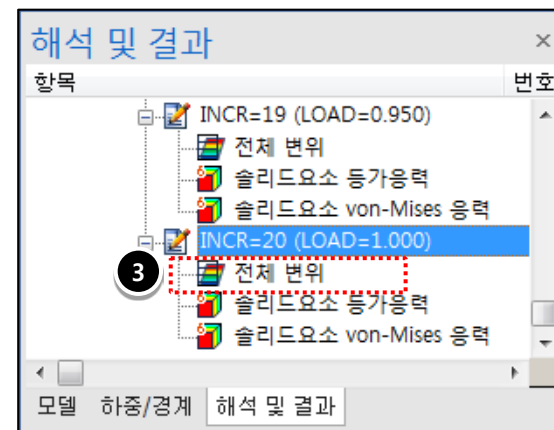 해석 및 결과
항목 번호
INCR=19 (LOAD=0.950)
전체 변위
솔리드요소 등가응력
솔리드요소 von-Mises 응력
INCR=20 (LOAD=1.000)
3 전체 변위
솔리드요소 등가응력
솔리드요소 von-Mises 응력
모델 하중/경계 해석 및 결과